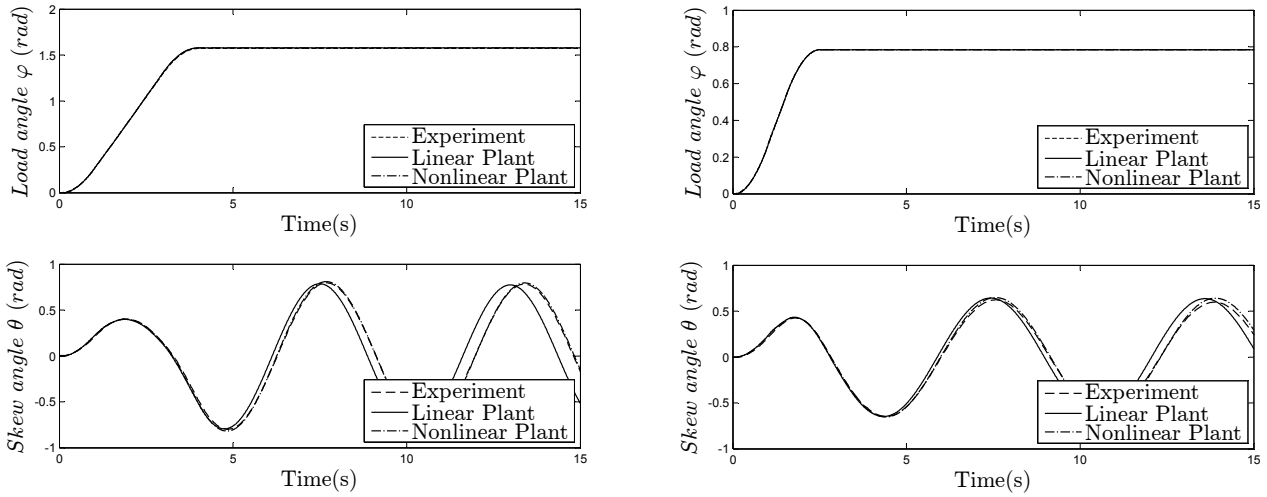 Load angle φ (rad)
2
1.5
1
0.5
0
0 5 10 15
Time(s)
Experiment
Linear Plant
Nonlinear Plant
Load angle φ (rad)
1
0.8
0.6
0.4
0.2
0
0 5 10 15
Time(s)
Experiment
Linear Plant
Nonlinear Plant
Skew angle θ (rad)
1
0.5
0
-0.5
-1
0 5 10 15
Time(s)
Experiment
Linear Plant
Nonlinear Plant
Skew angle θ (rad)
1
0.5
0
-0.5
-1
0 5 10 15
Time(s)
Experiment
Linear Plant
Nonlinear Plant